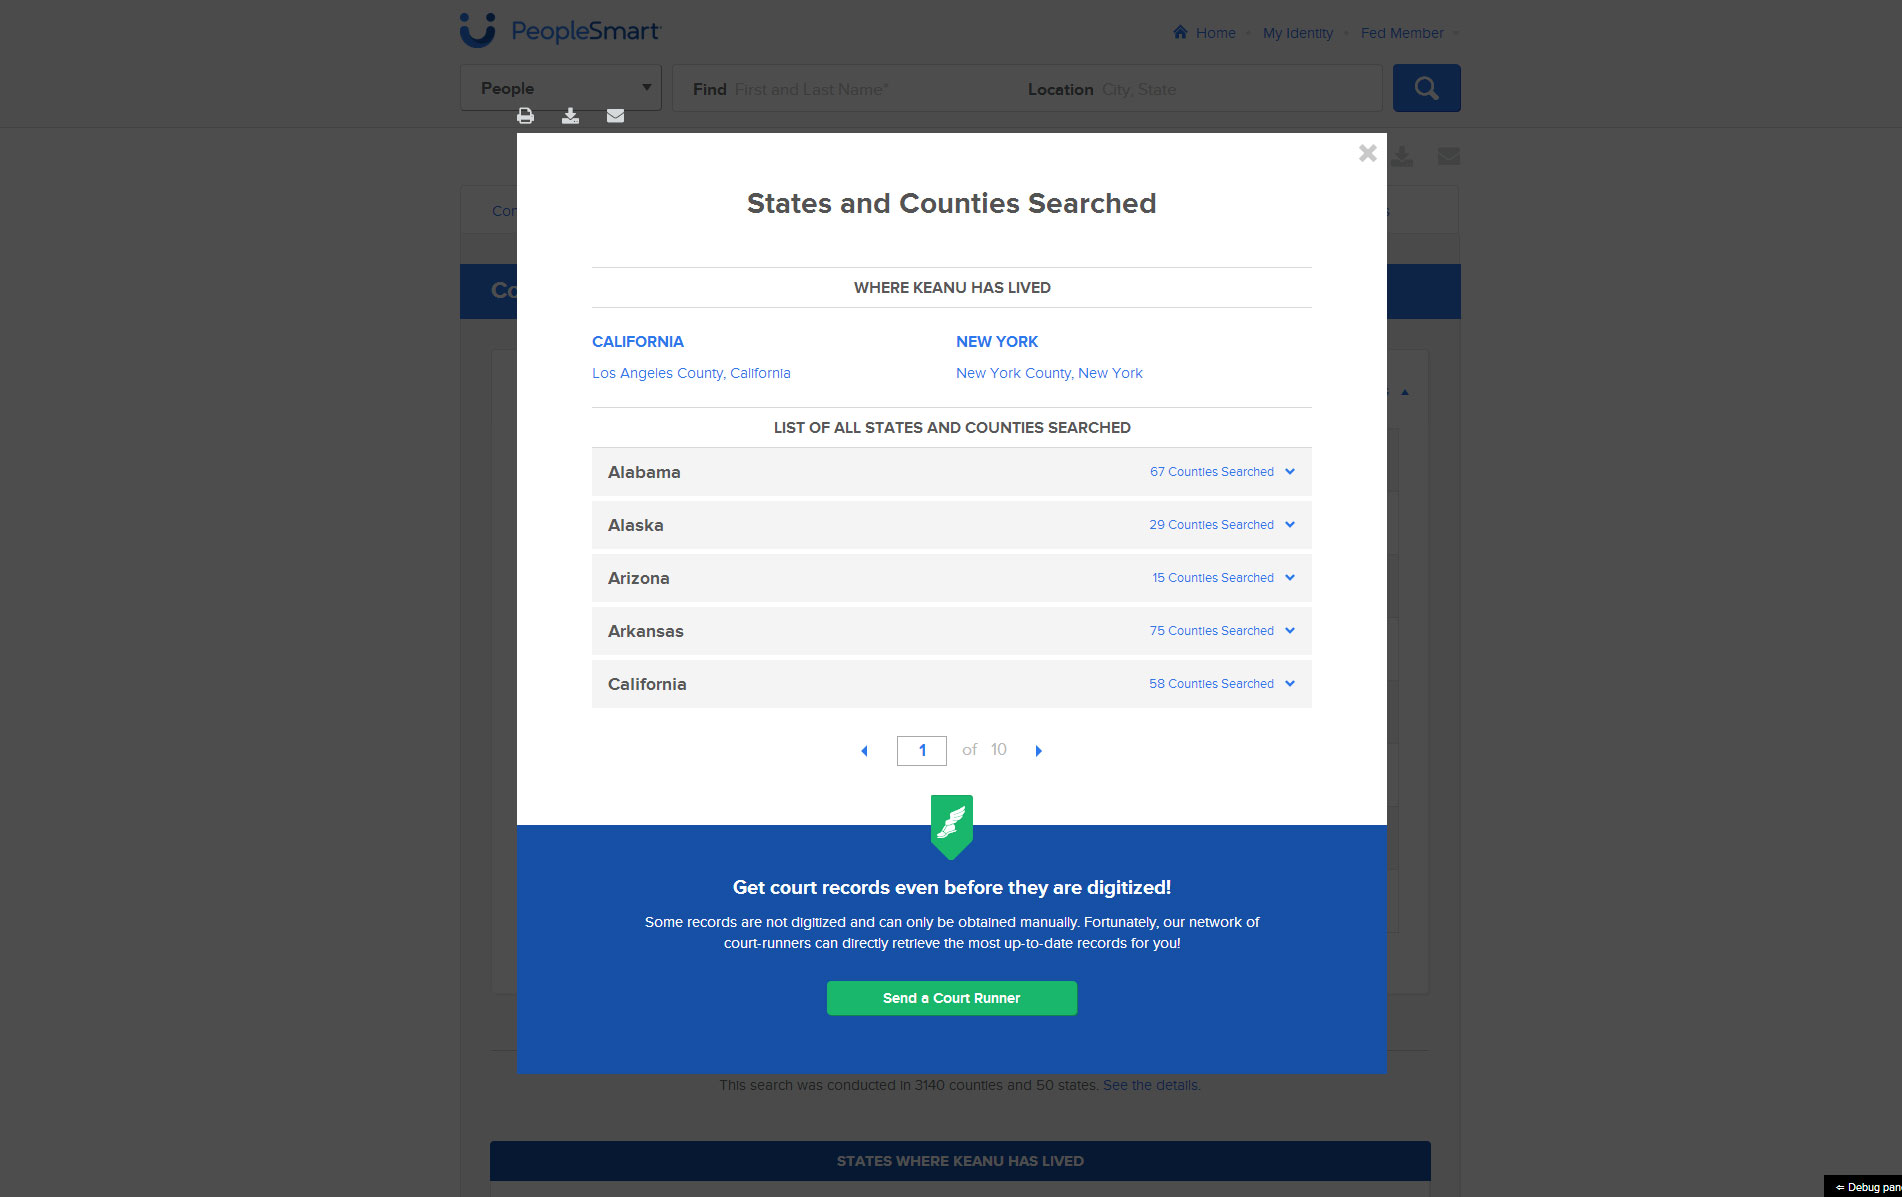 PeopleSmart
Home
My Identity
Fed Member
People
Find First and Last Name*
Location City, State
States and Counties Searched
WHERE KEANU HAS LIVED
CALIFORNIA
Los Angeles County, California
NEW YORK
New York County, New York
LIST OF ALL STATES AND COUNTIES SEARCHED
Alabama 67 Counties Searched
Alaska 29 Counties Searched
Arizona 15 Counties Searched
Arkansas 75 Counties Searched
California 58 Counties Searched
1 of 10
Get court records even before they are digitized!
Some records are not digitized and can only be obtained manually. Fortunately, our network of
court-runners can directly retrieve the most up-to-date records for you!
Send a Court Runner
This search was conducted in 3140 counties and 50 states. See the details.
STATES WHERE KEANU HAS LIVED
⇐ Debug pan